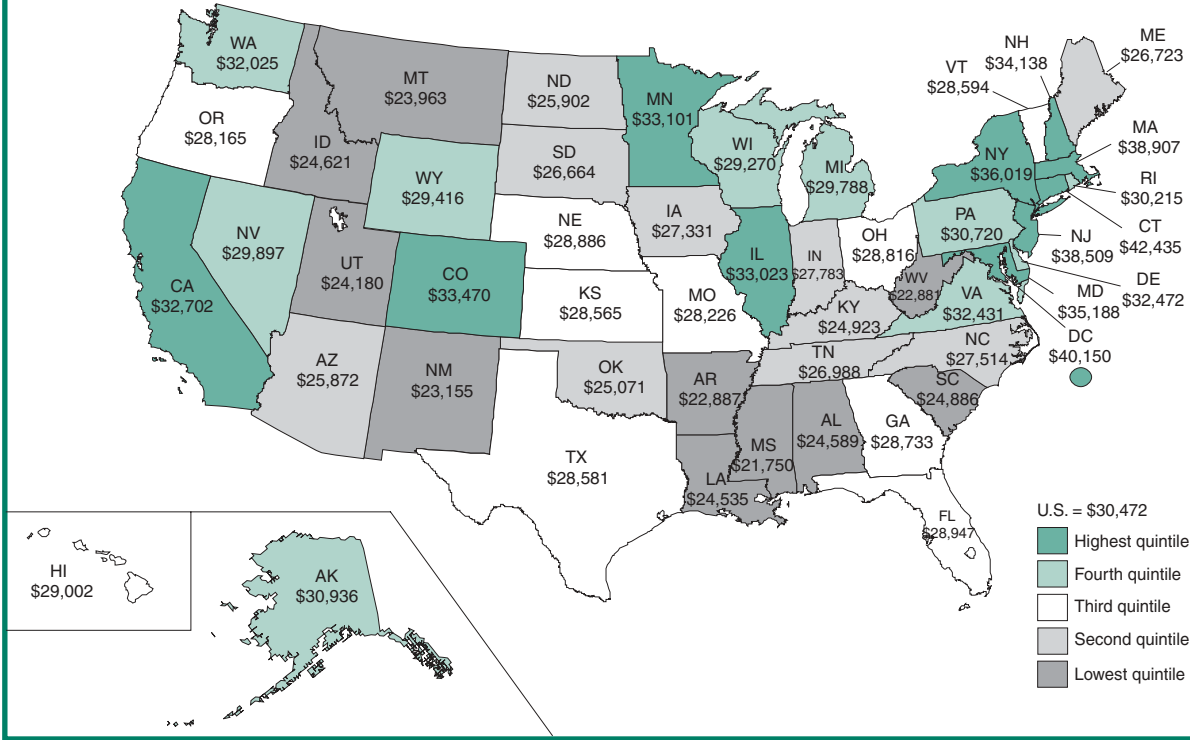 WA
$32,025
OR
$28,165
MT
$23,963
ID
$24,621
ND
$25,902
SD
$26,664
MN
$33,101
WI
$29,270
MI
$29,788
WY
$29,416
NE
$28,886
IA
$27,331
NV
$29,897
UT
$24,180
CA
$32,702
CO
$33,470
KS
$28,565
MO
$28,226
IL
$33,023
IN
$27,783
OH
$28,816
KY
$24,923
WV
$22,881
VA
$32,431
PA
$30,720
NY
$36,019
VT
$28,594
NH
$34,138
ME
$26,723
MA
$38,907
RI
$30,215
CT
$42,435
NJ
$38,509
DE
$32,472
MD
$35,188
DC
$40,150
AZ
$25,872
NM
$23,155
OK
$25,071
AR
$22,887
TN
$26,988
NC
$27,514
SC
$24,886
MS
$21,750
AL
$24,589
GA
$28,733
TX
$28,581
LA
$24,535
FL
$28,947
HI
$29,002
AK
$30,936
U.S. = $30,472
Highest quintile
Fourth quintile
Third quintile
Second quintile
Lowest quintile